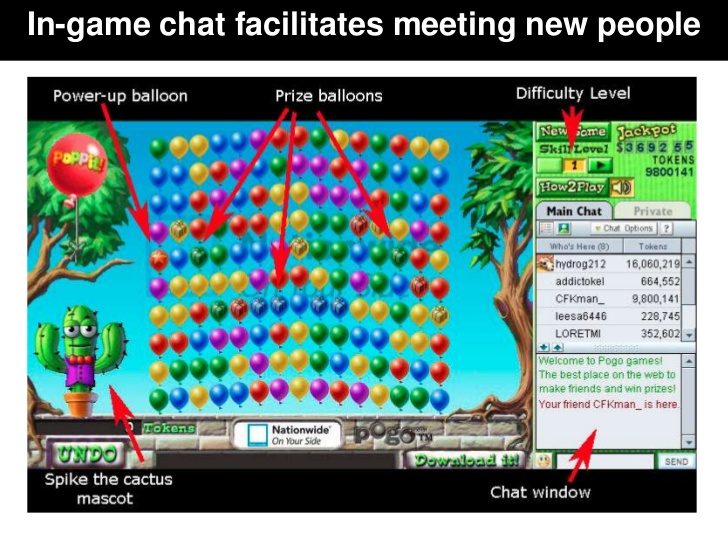 In-game chat facilitates meeting new people
Power-up balloon
Prize balloons
Difficulty Level
POPPIT!
New Game
Jackpot
Skill Level
$369255
1
TOKENS
9800141
How2Play
Main Chat
Private
Chat Options
?
Who's Here (8)
Tokens
hydrog212 16,060,219
addictokel 664,552
CFKman_ 9,800,141
leesa6446 228,745
LORETMI 352,602
Welcome to Pogo games!
The best place on the web to
make friends and win prizes!
Your friend CFKman_ is here.
0 Tokens
Nationwide®
On Your Side
pogo™
UNDO
Download it!
SEND
Spike the cactus
mascot
Chat window